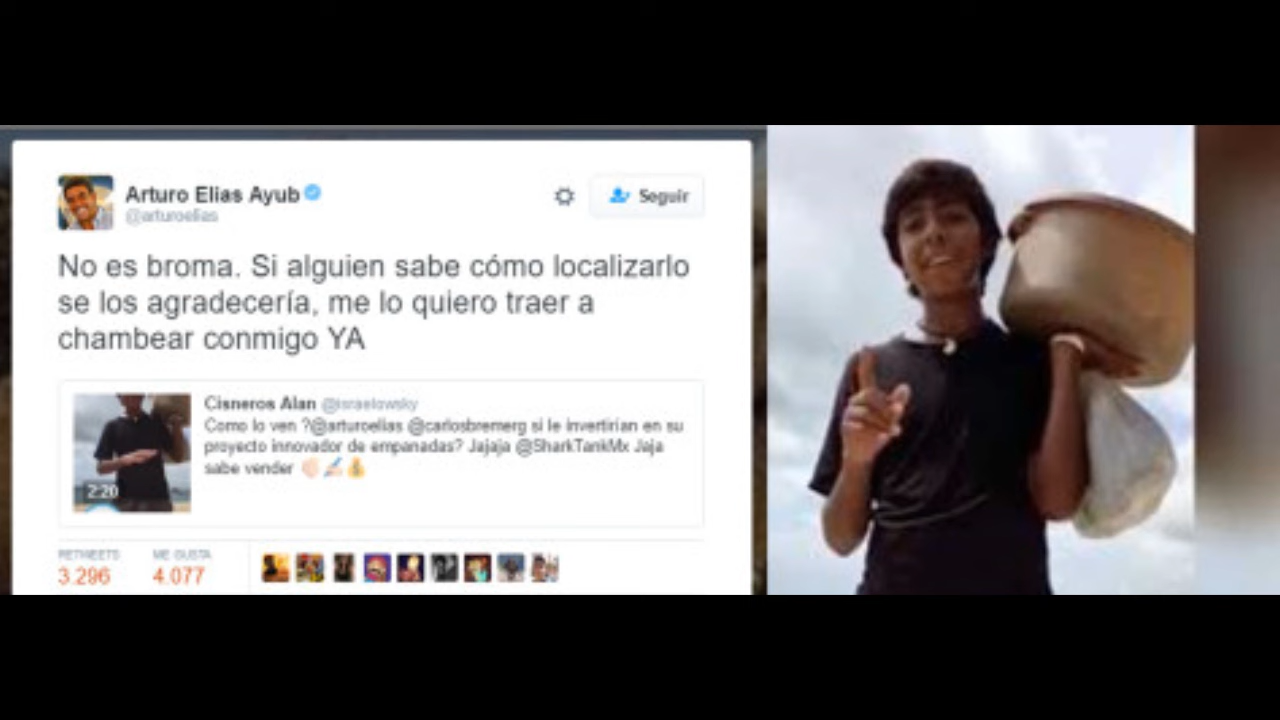 Arturo Elias Ayub
@arturoelias
Seguir
No es broma. Si alguien sabe cómo localizarlo
se los agradecería, me lo quiero traer a
chambear conmigo YA
Cisneros Alan @israelowsky
Como lo ven ?@arturoelias @carlosbremerg si le invertirían en su
proyecto innovador de empanadas? Jajaja @SharkTankMx Jaja
sabe vender
2:20
RETWEETS ME GUSTA
3.296 4.077